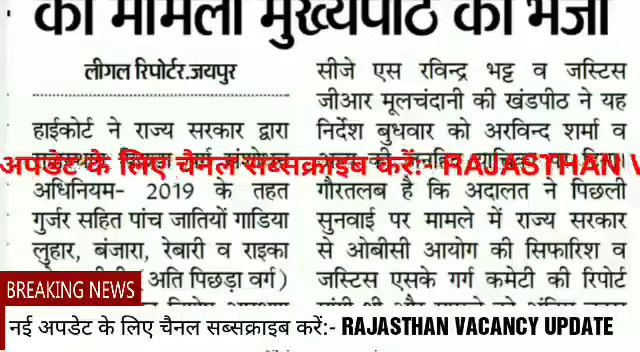 का मामला मुख्यपीठ को भेजा
लीगल रिपोर्टर.जयपुर
हाईकोर्ट ने राज्य सरकार द्वारा
अधिनियम- 2019 के तहत
गुर्जर सहित पांच जातियों गाडिया
लुहार, बंजारा, रेबारी व राइका
(अति पिछड़ा वर्ग)
सीजे एस रविन्द्र भट्ट व जस्टिस
जीआर मूलचंदानी की खंडपीठ ने यह
निर्देश बुधवार को अरविन्द शर्मा व
गौरतलब है कि अदालत ने पिछली
सुनवाई पर मामले में राज्य सरकार
से ओबीसी आयोग की सिफारिश व
जस्टिस एसके गर्ग कमेटी की रिपोर्ट
अपडेट के लिए चैनल सब्सक्राइब करें:- RAJASTHAN V
BREAKING NEWS
नई अपडेट के लिए चैनल सब्सक्राइब करें:- RAJASTHAN VACANCY UPDATE